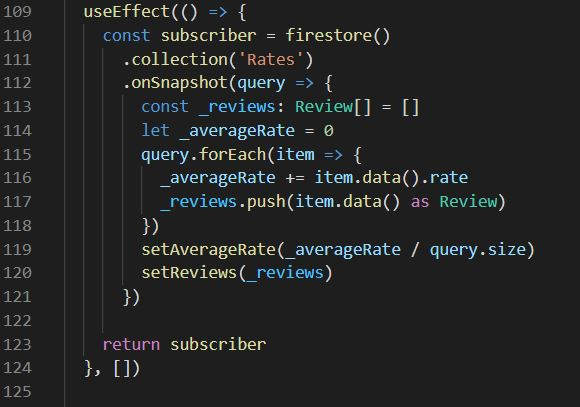 109 useEffect(() => {
110 const subscriber = firestore()
111 .collection('Rates')
112 .onSnapshot(query => {
113 const _reviews: Review[] = []
114 let _averageRate = 0
115 query.forEach(item => {
116 _averageRate += item.data().rate
117 _reviews.push(item.data() as Review)
118 })
119 setAverageRate(_averageRate / query.size)
120 setReviews(_reviews)
121 })
122
123 return subscriber
124 }, [])
125